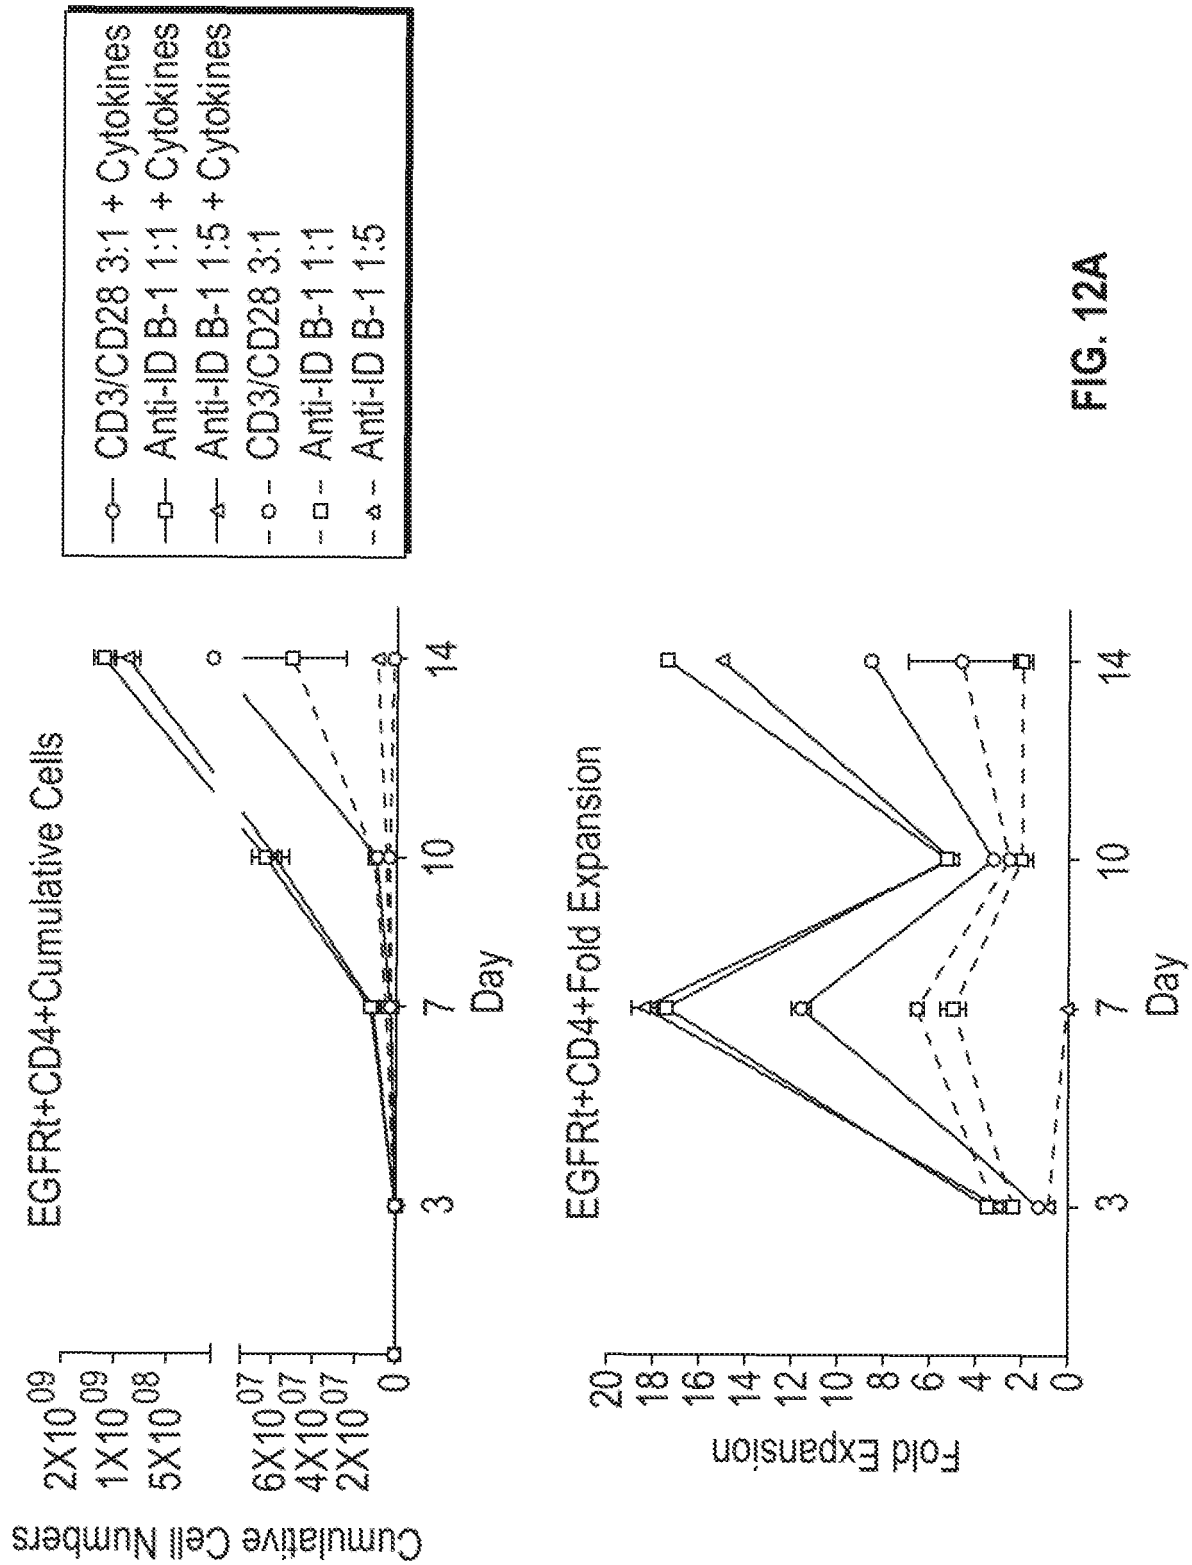 EGFRt+CD4+Cumulative Cells
Cumulative Cell Numbers
2X10^09
1X10^09
5X10^08
6X10^07
4X10^07
2X10^07
0
3
7
10
14
Day
CD3/CD28 3:1 + Cytokines
Anti-ID B-1 1:1 + Cytokines
Anti-ID B-1 1:5 + Cytokines
CD3/CD28 3:1
Anti-ID B-1 1:1
Anti-ID B-1 1:5
EGFRt+CD4+Fold Expansion
Fold Expansion
20
18
16
14
12
10
8
6
4
2
0
3
7
10
14
Day
FIG. 12A